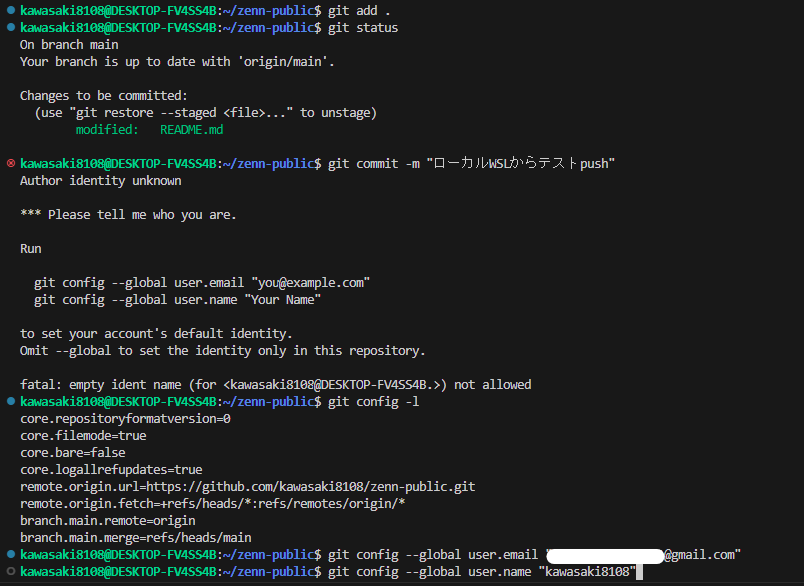 kawasaki8108@DESKTOP-FV4SS4B:~/zenn-public$ git add .
kawasaki8108@DESKTOP-FV4SS4B:~/zenn-public$ git status
On branch main
Your branch is up to date with 'origin/main'.
Changes to be committed:
(use "git restore --staged <file>..." to unstage)
modified: README.md
kawasaki8108@DESKTOP-FV4SS4B:~/zenn-public$ git commit -m "ローカルWSLからテストpush"
Author identity unknown
*** Please tell me who you are.
Run
git config --global user.email "you@example.com"
git config --global user.name "Your Name"
to set your account's default identity.
Omit --global to set the identity only in this repository.
fatal: empty ident name (for <kawasaki8108@DESKTOP-FV4SS4B.>) not allowed
kawasaki8108@DESKTOP-FV4SS4B:~/zenn-public$ git config -l
core.repositoryformatversion=0
core.filemode=true
core.bare=false
core.logallrefupdates=true
remote.origin.url=https://github.com/kawasaki8108/zenn-public.git
remote.origin.fetch=+refs/heads/*:refs/remotes/origin/*
branch.main.remote=origin
branch.main.merge=refs/heads/main
kawasaki8108@DESKTOP-FV4SS4B:~/zenn-public$ git config --global user.email "@gmail.com"
kawasaki8108@DESKTOP-FV4SS4B:~/zenn-public$ git config --global user.name "kawasaki8108"